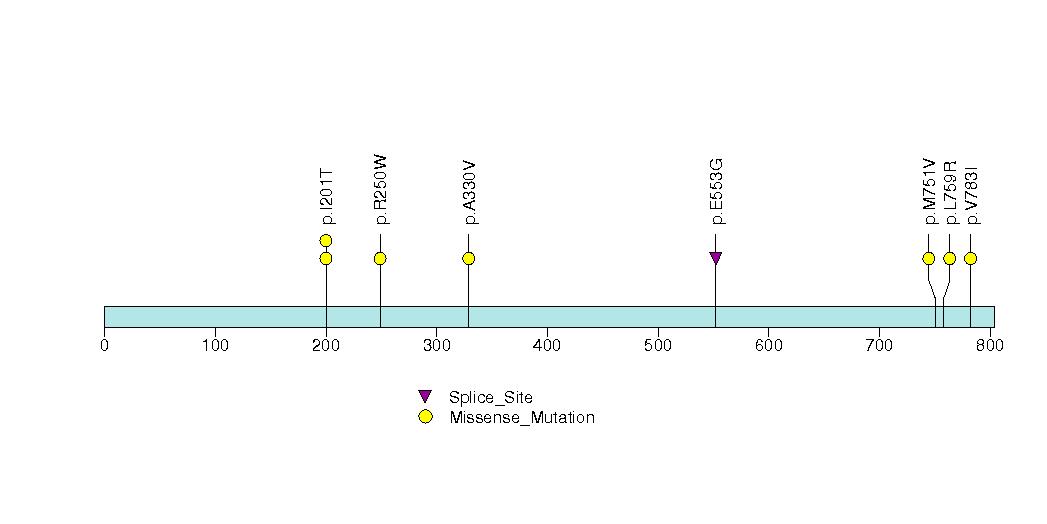 p.I201T
p.R250W
p.A330V
p.E553G
p.M751V
p.L759R
p.V783I
0 100 200 300 400 500 600 700 800
Splice_Site
Missense_Mutation